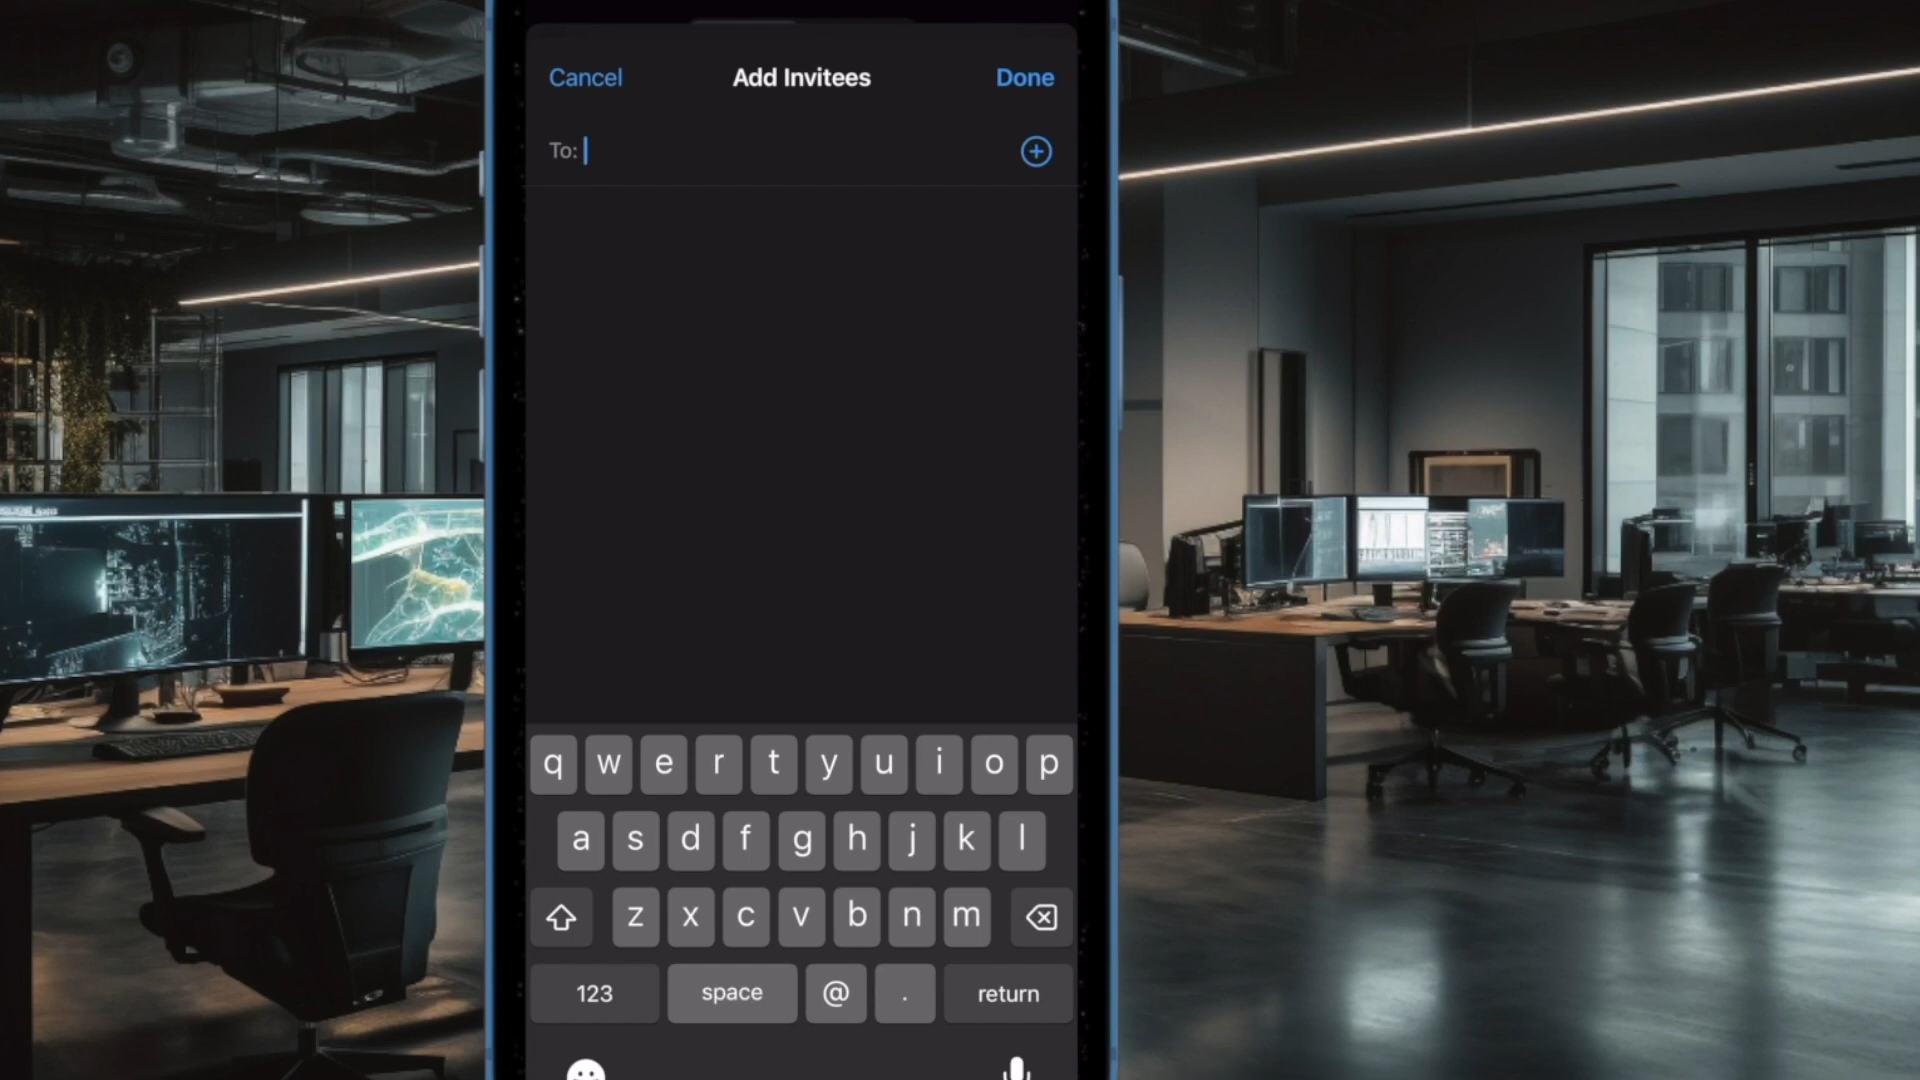 Cancel Add Invitees Done
To:
q w e r t y u i o p
a s d f g h j k l
z x c v b n m
123 space @ . return